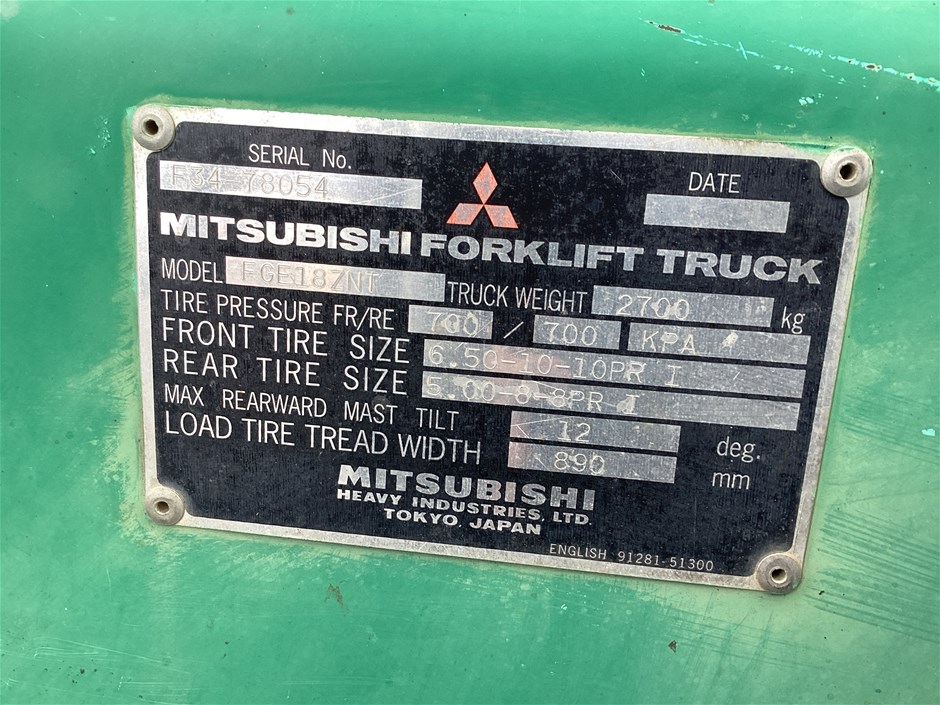 SERIAL No.
F34-78054
DATE
MITSUBISHI FORKLIFT TRUCK
MODEL FGE18ZNT TRUCK WEIGHT 2700 kg
TIRE PRESSURE FR/RE 700 / 700 KPA
FRONT TIRE SIZE 6.50-10-10PR I
REAR TIRE SIZE 5.00-8-8PR I
MAX REARWARD MAST TILT 12 deg.
LOAD TIRE TREAD WIDTH 890 mm
MITSUBISHI
HEAVY INDUSTRIES, LTD.
TOKYO, JAPAN
ENGLISH 91281-51300